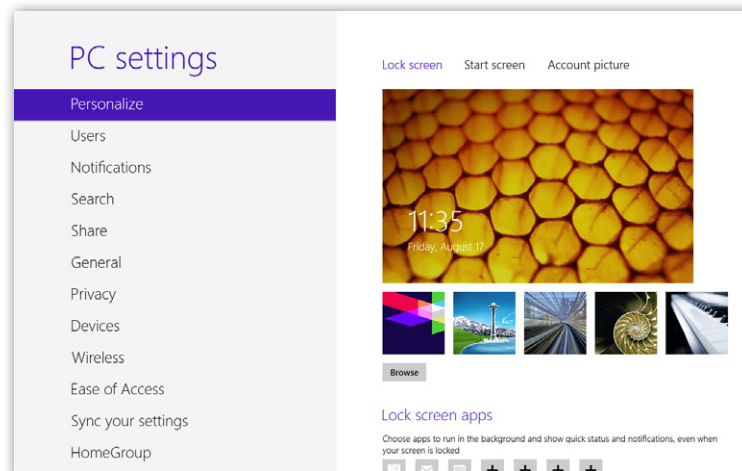 PC settings
Personalize
Users
Notifications
Search
Share
General
Privacy
Devices
Wireless
Ease of Access
Sync your settings
HomeGroup
Lock screen Start screen Account picture
11:35
Friday, August 17
Browse
Lock screen apps
Choose apps to run in the background and show quick status and notifications, even when
your screen is locked